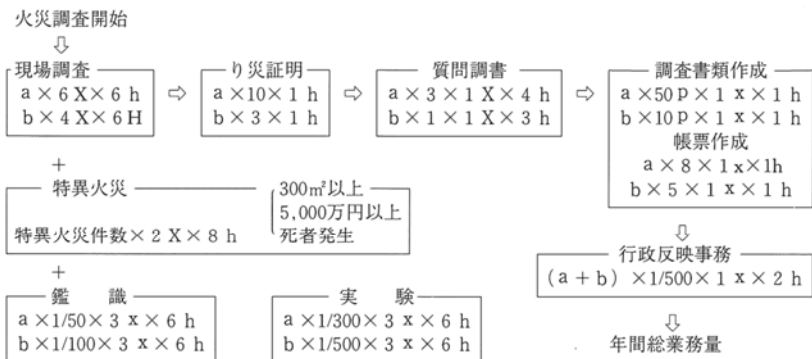 火災調査開始
⇩
現場調査
a×6X×6h
b×4X×6H
⇨
り災証明
a×10×1h
b×3×1h
⇨
質問調書
a×3×1X×4h
b×1×1X×3h
⇨
調査書類作成
a×50p×1x×1h
b×10p×1x×1h
帳票作成
a×8×1x×1h
b×5×1x×1h
+
特異火災
300㎡以上
5,000万円以上
死者発生
特異火災件数×2X×8h
+
鑑識
a×1/50×3x×6h
b×1/100×3x×6h
実験
a×1/300×3x×6h
b×1/500×3x×6h
⇩
行政反映事務
(a+b)×1/500×1x×2h
⇩
年間総業務量